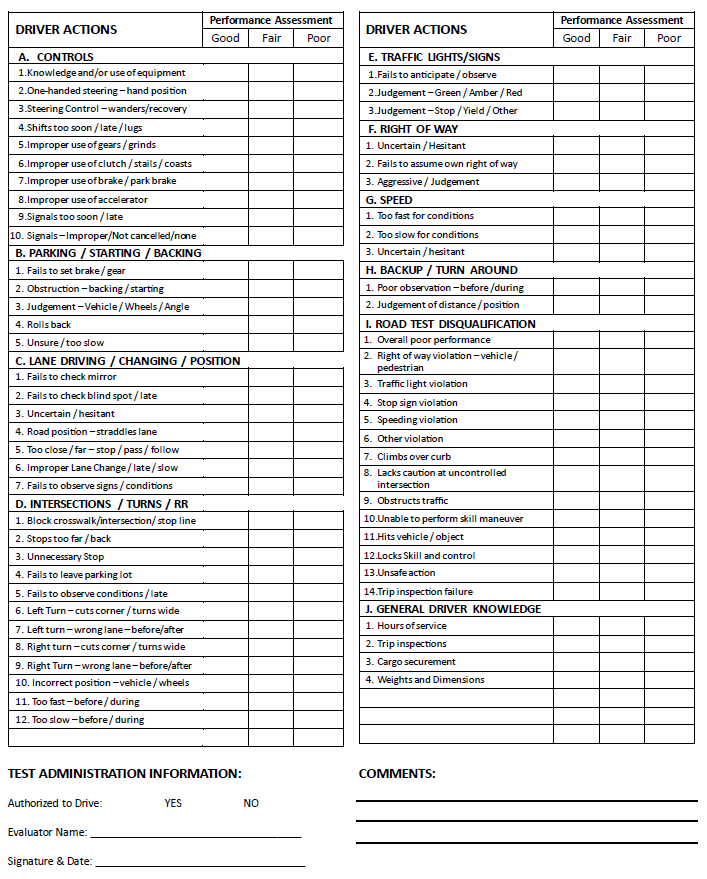 DRIVER ACTIONS
Performance Assessment
Good Fair Poor
A. CONTROLS
1.Knowledge and/or use of equipment
2.One-handed steering – hand position
3.Steering Control – wanders/recovery
4.Shifts too soon / late / lugs
5.Improper use of gears / grinds
6.Improper use of clutch / stails / coasts
7.Improper use of brake / park brake
8.Improper use of accelerator
9.Signals too soon / late
10. Signals – Improper/Not cancelled/none
B. PARKING / STARTING / BACKING
1. Fails to set brake / gear
2. Obstruction – backing / starting
3. Judgement – Vehicle / Wheels / Angle
4. Rolls back
5. Unsure / too slow
C. LANE DRIVING / CHANGING / POSITION
1. Fails to check mirror
2. Fails to check blind spot / late
3. Uncertain / hesitant
4. Road position – straddles lane
5. Too close / far – stop / pass / follow
6. Improper Lane Change / late / slow
7. Fails to observe signs / conditions
D. INTERSECTIONS / TURNS / RR
1. Block crosswalk/intersection/ stop line
2. Stops too far / back
3. Unnecessary Stop
4. Fails to leave parking lot
5. Fails to observe conditions / late
6. Left Turn – cuts corner / turns wide
7. Left turn – wrong lane – before/after
8. Right turn – cuts corner / turns wide
9. Right Turn – wrong lane – before/after
10. Incorrect position – vehicle / wheels
11. Too fast – before / during
12. Too slow – before / during
DRIVER ACTIONS
Performance Assessment
Good Fair Poor
E. TRAFFIC LIGHTS/SIGNS
1.Fails to anticipate / observe
2.Judgement – Green / Amber / Red
3.Judgement – Stop / Yield / Other
F. RIGHT OF WAY
1. Uncertain / Hesitant
2. Fails to assume own right of way
3. Aggressive / Judgement
G. SPEED
1. Too fast for conditions
2. Too slow for conditions
3. Uncertain / hesitant
H. BACKUP / TURN AROUND
1. Poor observation – before /during
2. Judgement of distance / position
I. ROAD TEST DISQUALIFICATION
1. Overall poor performance
2. Right of way violation – vehicle /
pedestrian
3. Traffic light violation
4. Stop sign violation
5. Speeding violation
6. Other violation
7. Climbs over curb
8. Lacks caution at uncontrolled
intersection
9. Obstructs traffic
10.Unable to perform skill maneuver
11.Hits vehicle / object
12.Locks Skill and control
13.Unsafe action
14.Trip inspection failure
J. GENERAL DRIVER KNOWLEDGE
1. Hours of service
2. Trip inspections
3. Cargo securement
4. Weights and Dimensions
TEST ADMINISTRATION INFORMATION:
Authorized to Drive: YES NO
Evaluator Name:
Signature & Date:
COMMENTS: